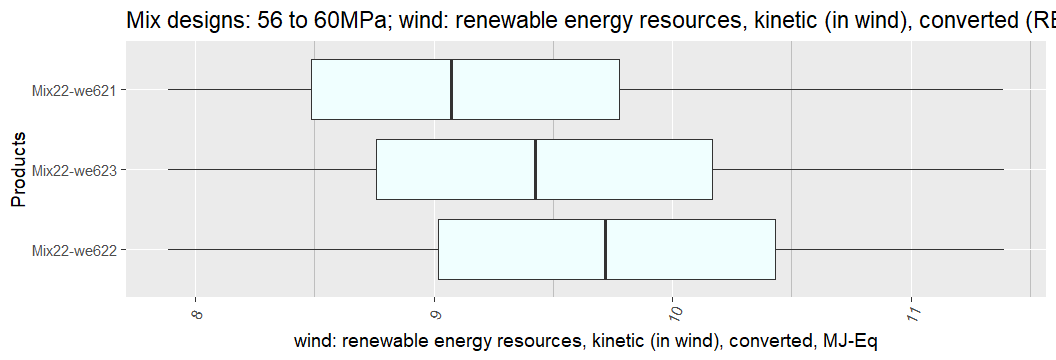 Mix designs: 56 to 60MPa; wind: renewable energy resources, kinetic (in wind), converted (RE
Products
Mix22-we621
Mix22-we623
Mix22-we622
8 9 10 11
wind: renewable energy resources, kinetic (in wind), converted, MJ-Eq